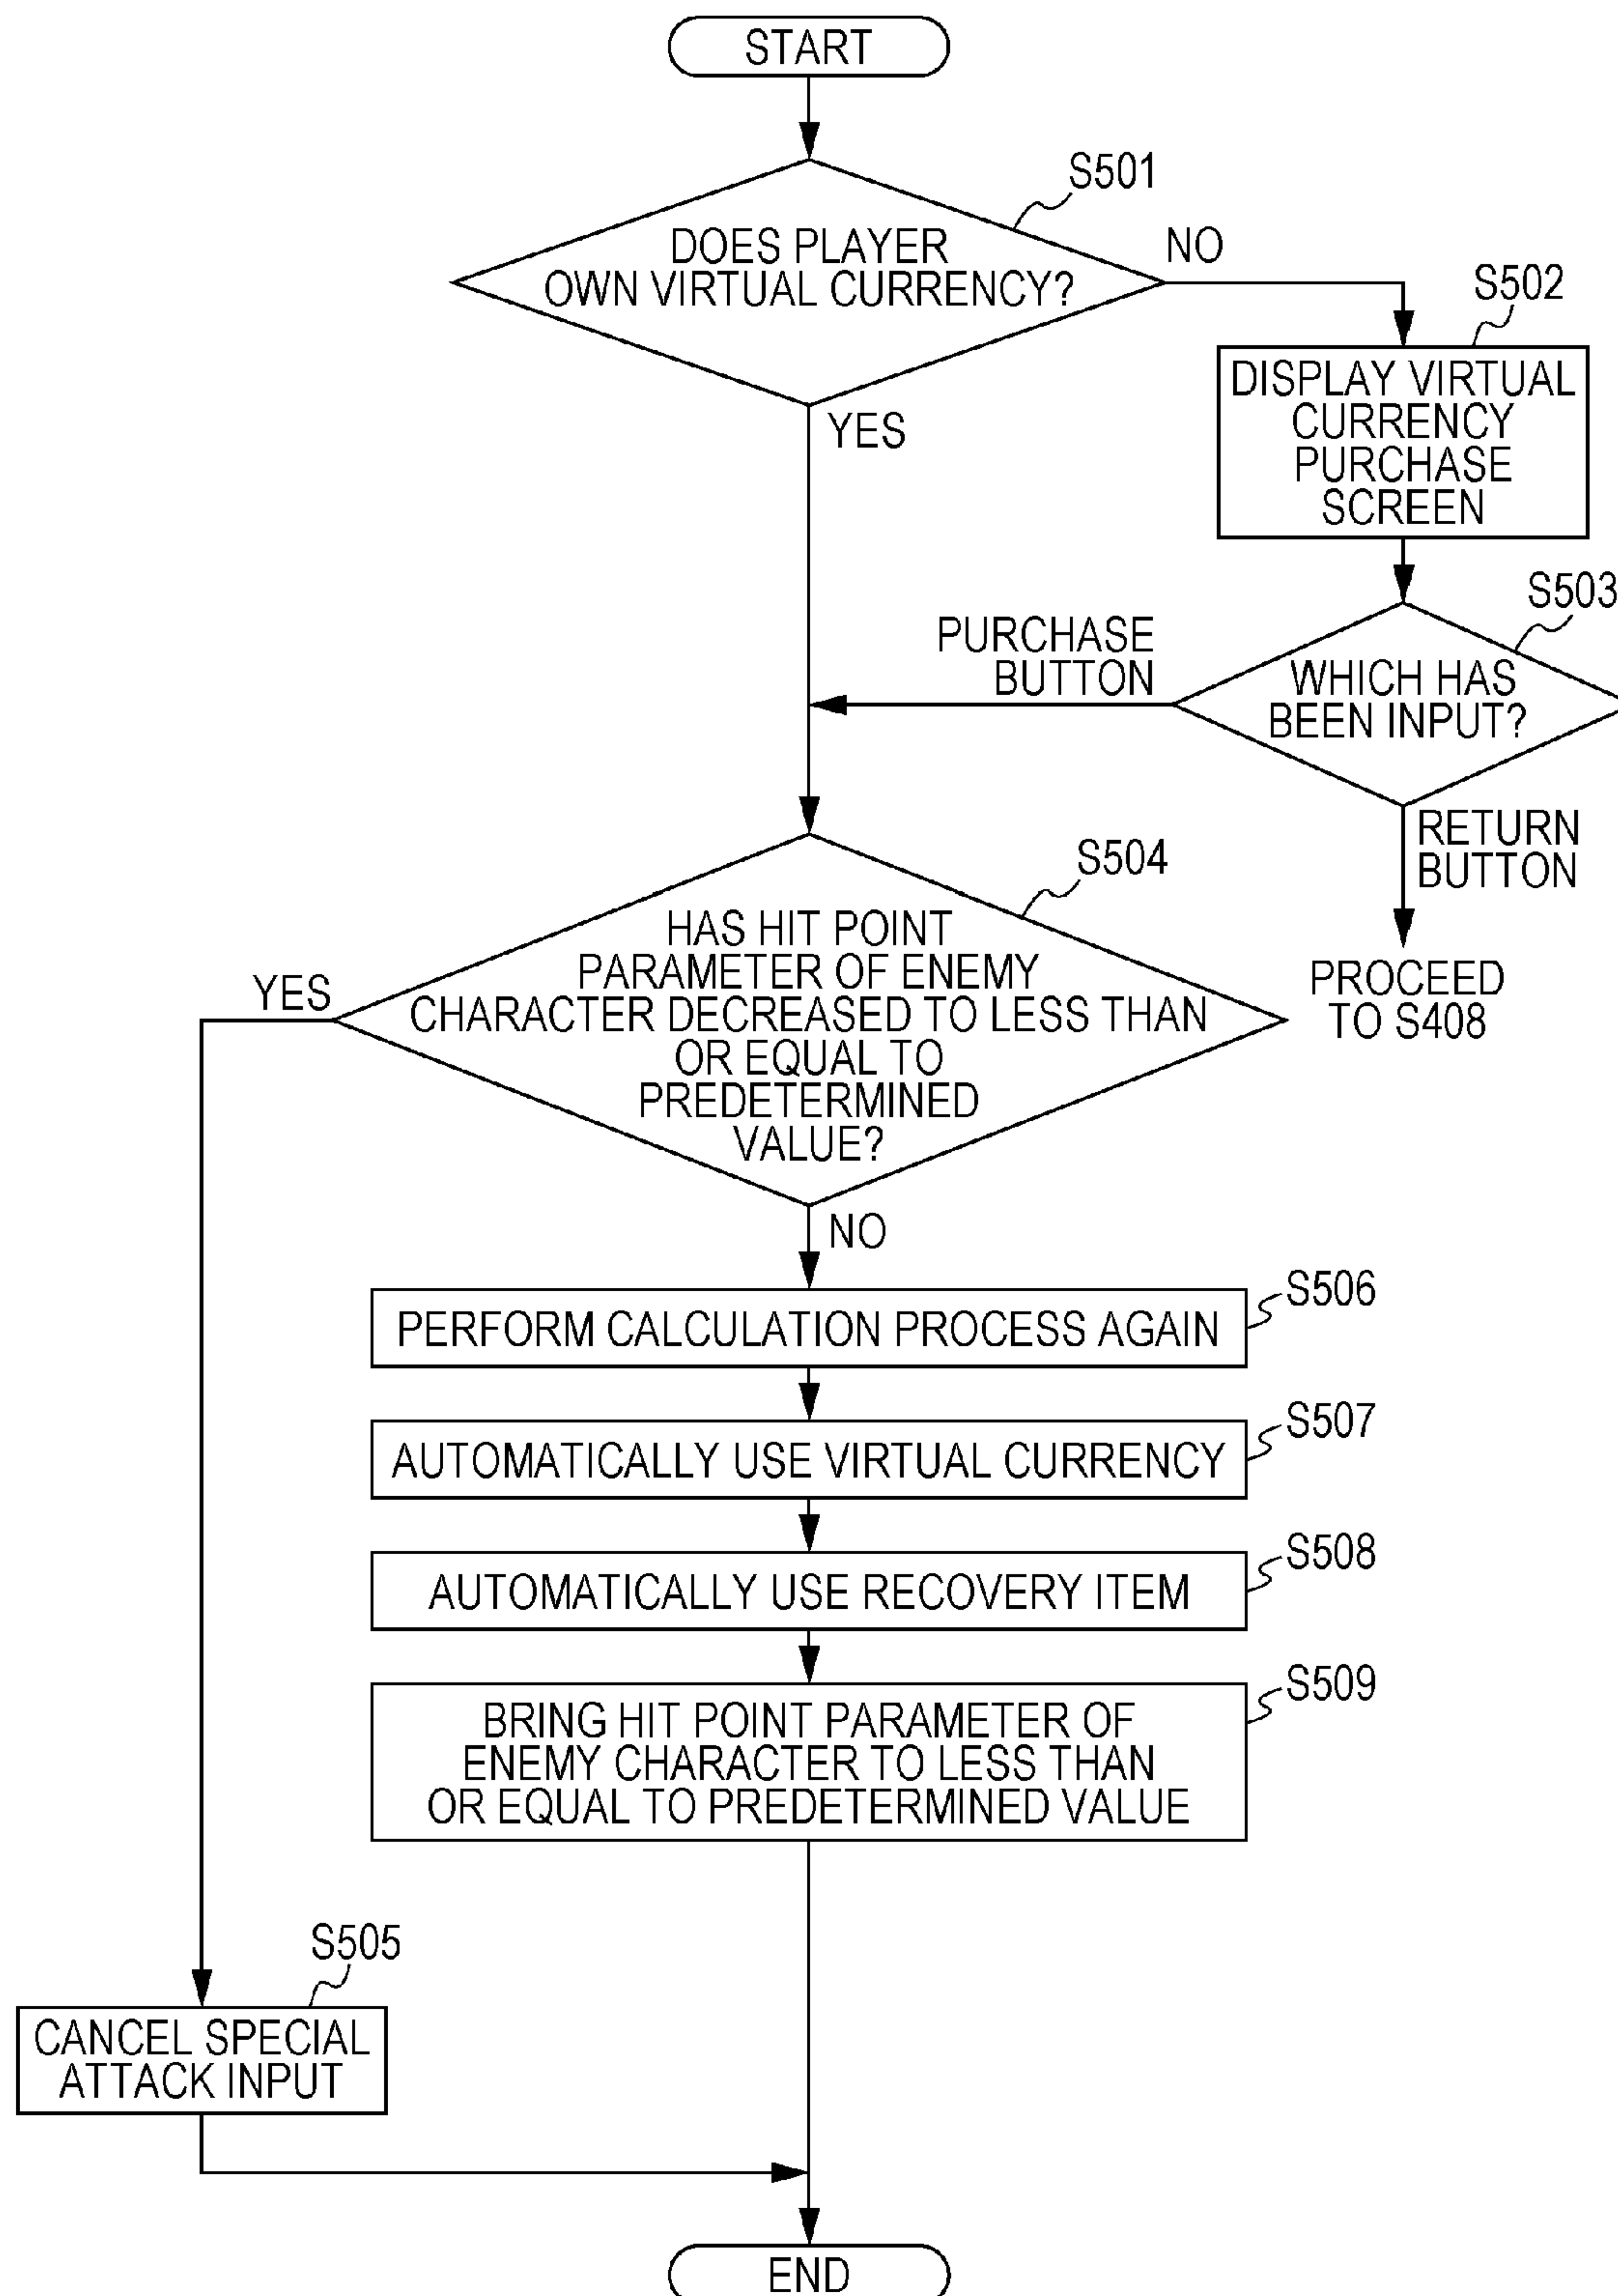 START
S501
DOES PLAYER
OWN VIRTUAL CURRENCY?
NO
S502
DISPLAY VIRTUAL
CURRENCY
PURCHASE
SCREEN
YES
S503
PURCHASE
BUTTON
WHICH HAS
BEEN INPUT?
RETURN
BUTTON
PROCEED
TO S408
S504
HAS HIT POINT
PARAMETER OF ENEMY
CHARACTER DECREASED TO LESS THAN
OR EQUAL TO
PREDETERMINED
VALUE?
YES
NO
S506
PERFORM CALCULATION PROCESS AGAIN
S507
AUTOMATICALLY USE VIRTUAL CURRENCY
S508
AUTOMATICALLY USE RECOVERY ITEM
S509
BRING HIT POINT PARAMETER OF
ENEMY CHARACTER TO LESS THAN
OR EQUAL TO PREDETERMINED VALUE
S505
CANCEL SPECIAL
ATTACK INPUT
END